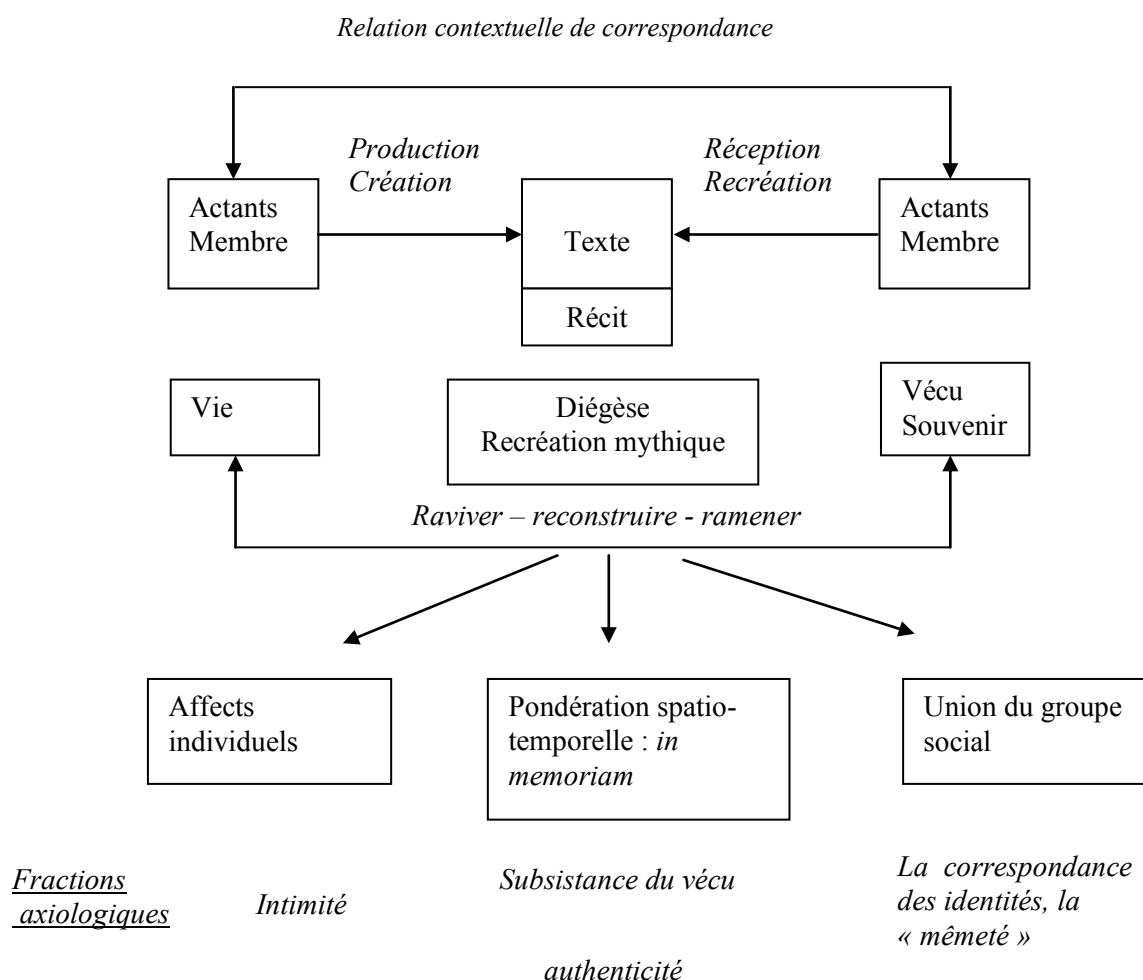 Relation contextuelle de correspondance
Production
Création
Réception
Recréation
Actants
Membre
Texte
Actants
Membre
Récit
Vie
Diégèse
Recréation mythique
Vécu
Souvenir
Raviver – reconstruire - ramener
Affects
individuels
Pondération spatio-
temporelle : in
memoriam
Union du groupe
social
Fractions
axiologiques
Intimité
Subsistance du vécu
La correspondance
des identités, la
« mêmeté »
authenticité